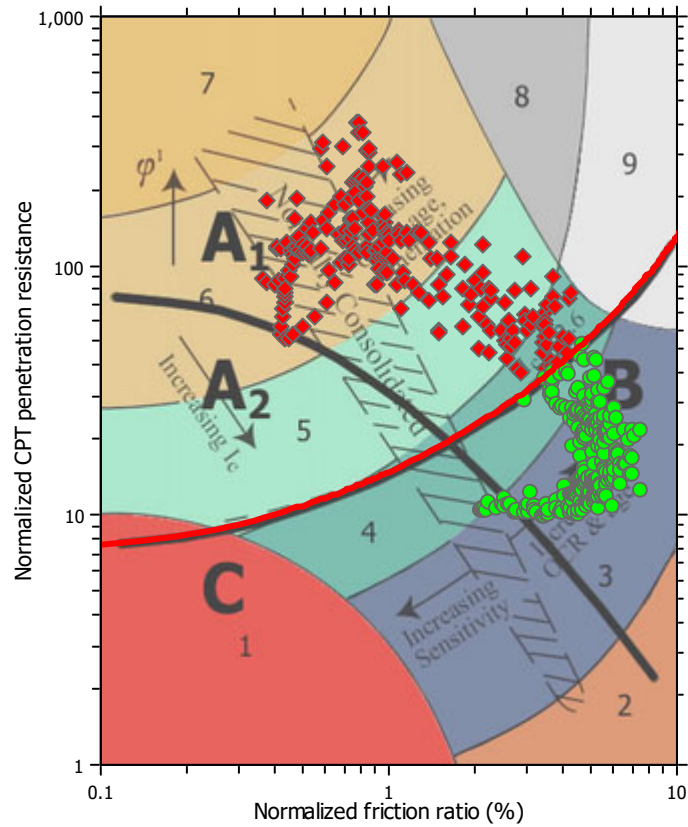 1,000
7
8
9
φ'
A1
100
6
A2
Consolidated
Increasing Ic
5
B
Normalized CPT penetration resistance
10
4
3
C
Increasing
Sensitivity
1
2
1
0.1
1
10
Normalized friction ratio (%)